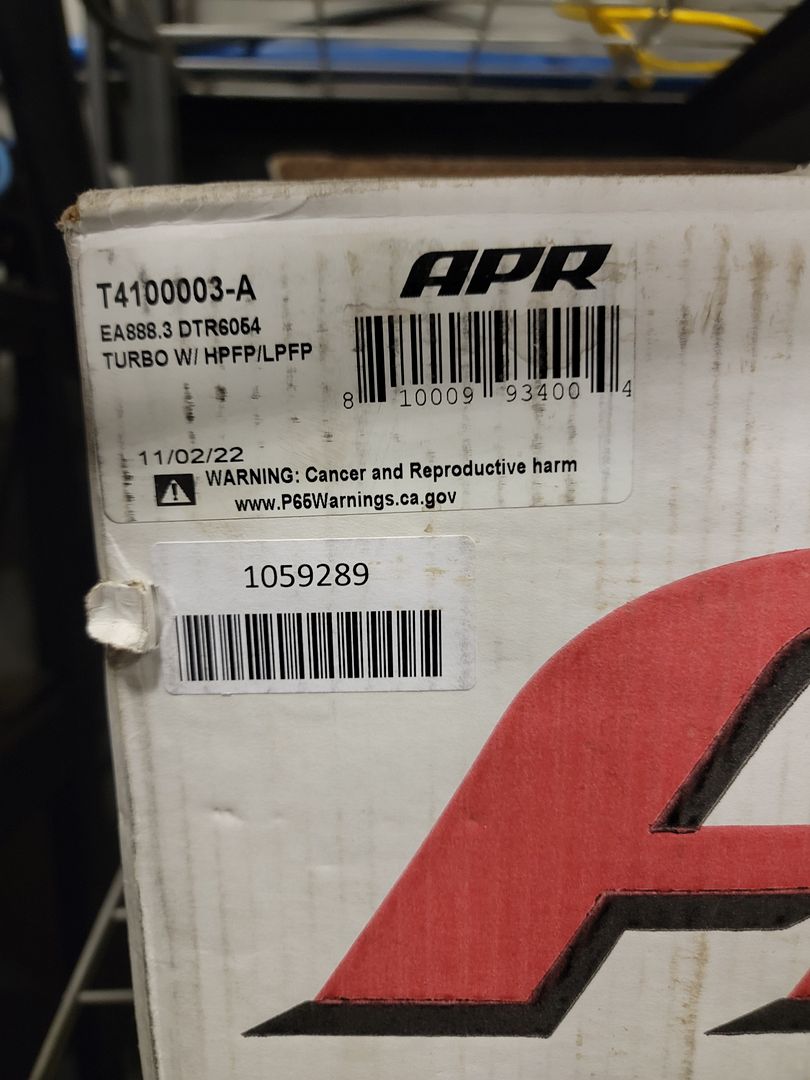 T4100003-A
APR
EA888.3 DTR6054
TURBO W/ HPFP/LPFP
8 10009 93400 4
11/02/22
WARNING: Cancer and Reproductive harm
www.P65Warnings.ca.gov
1059289